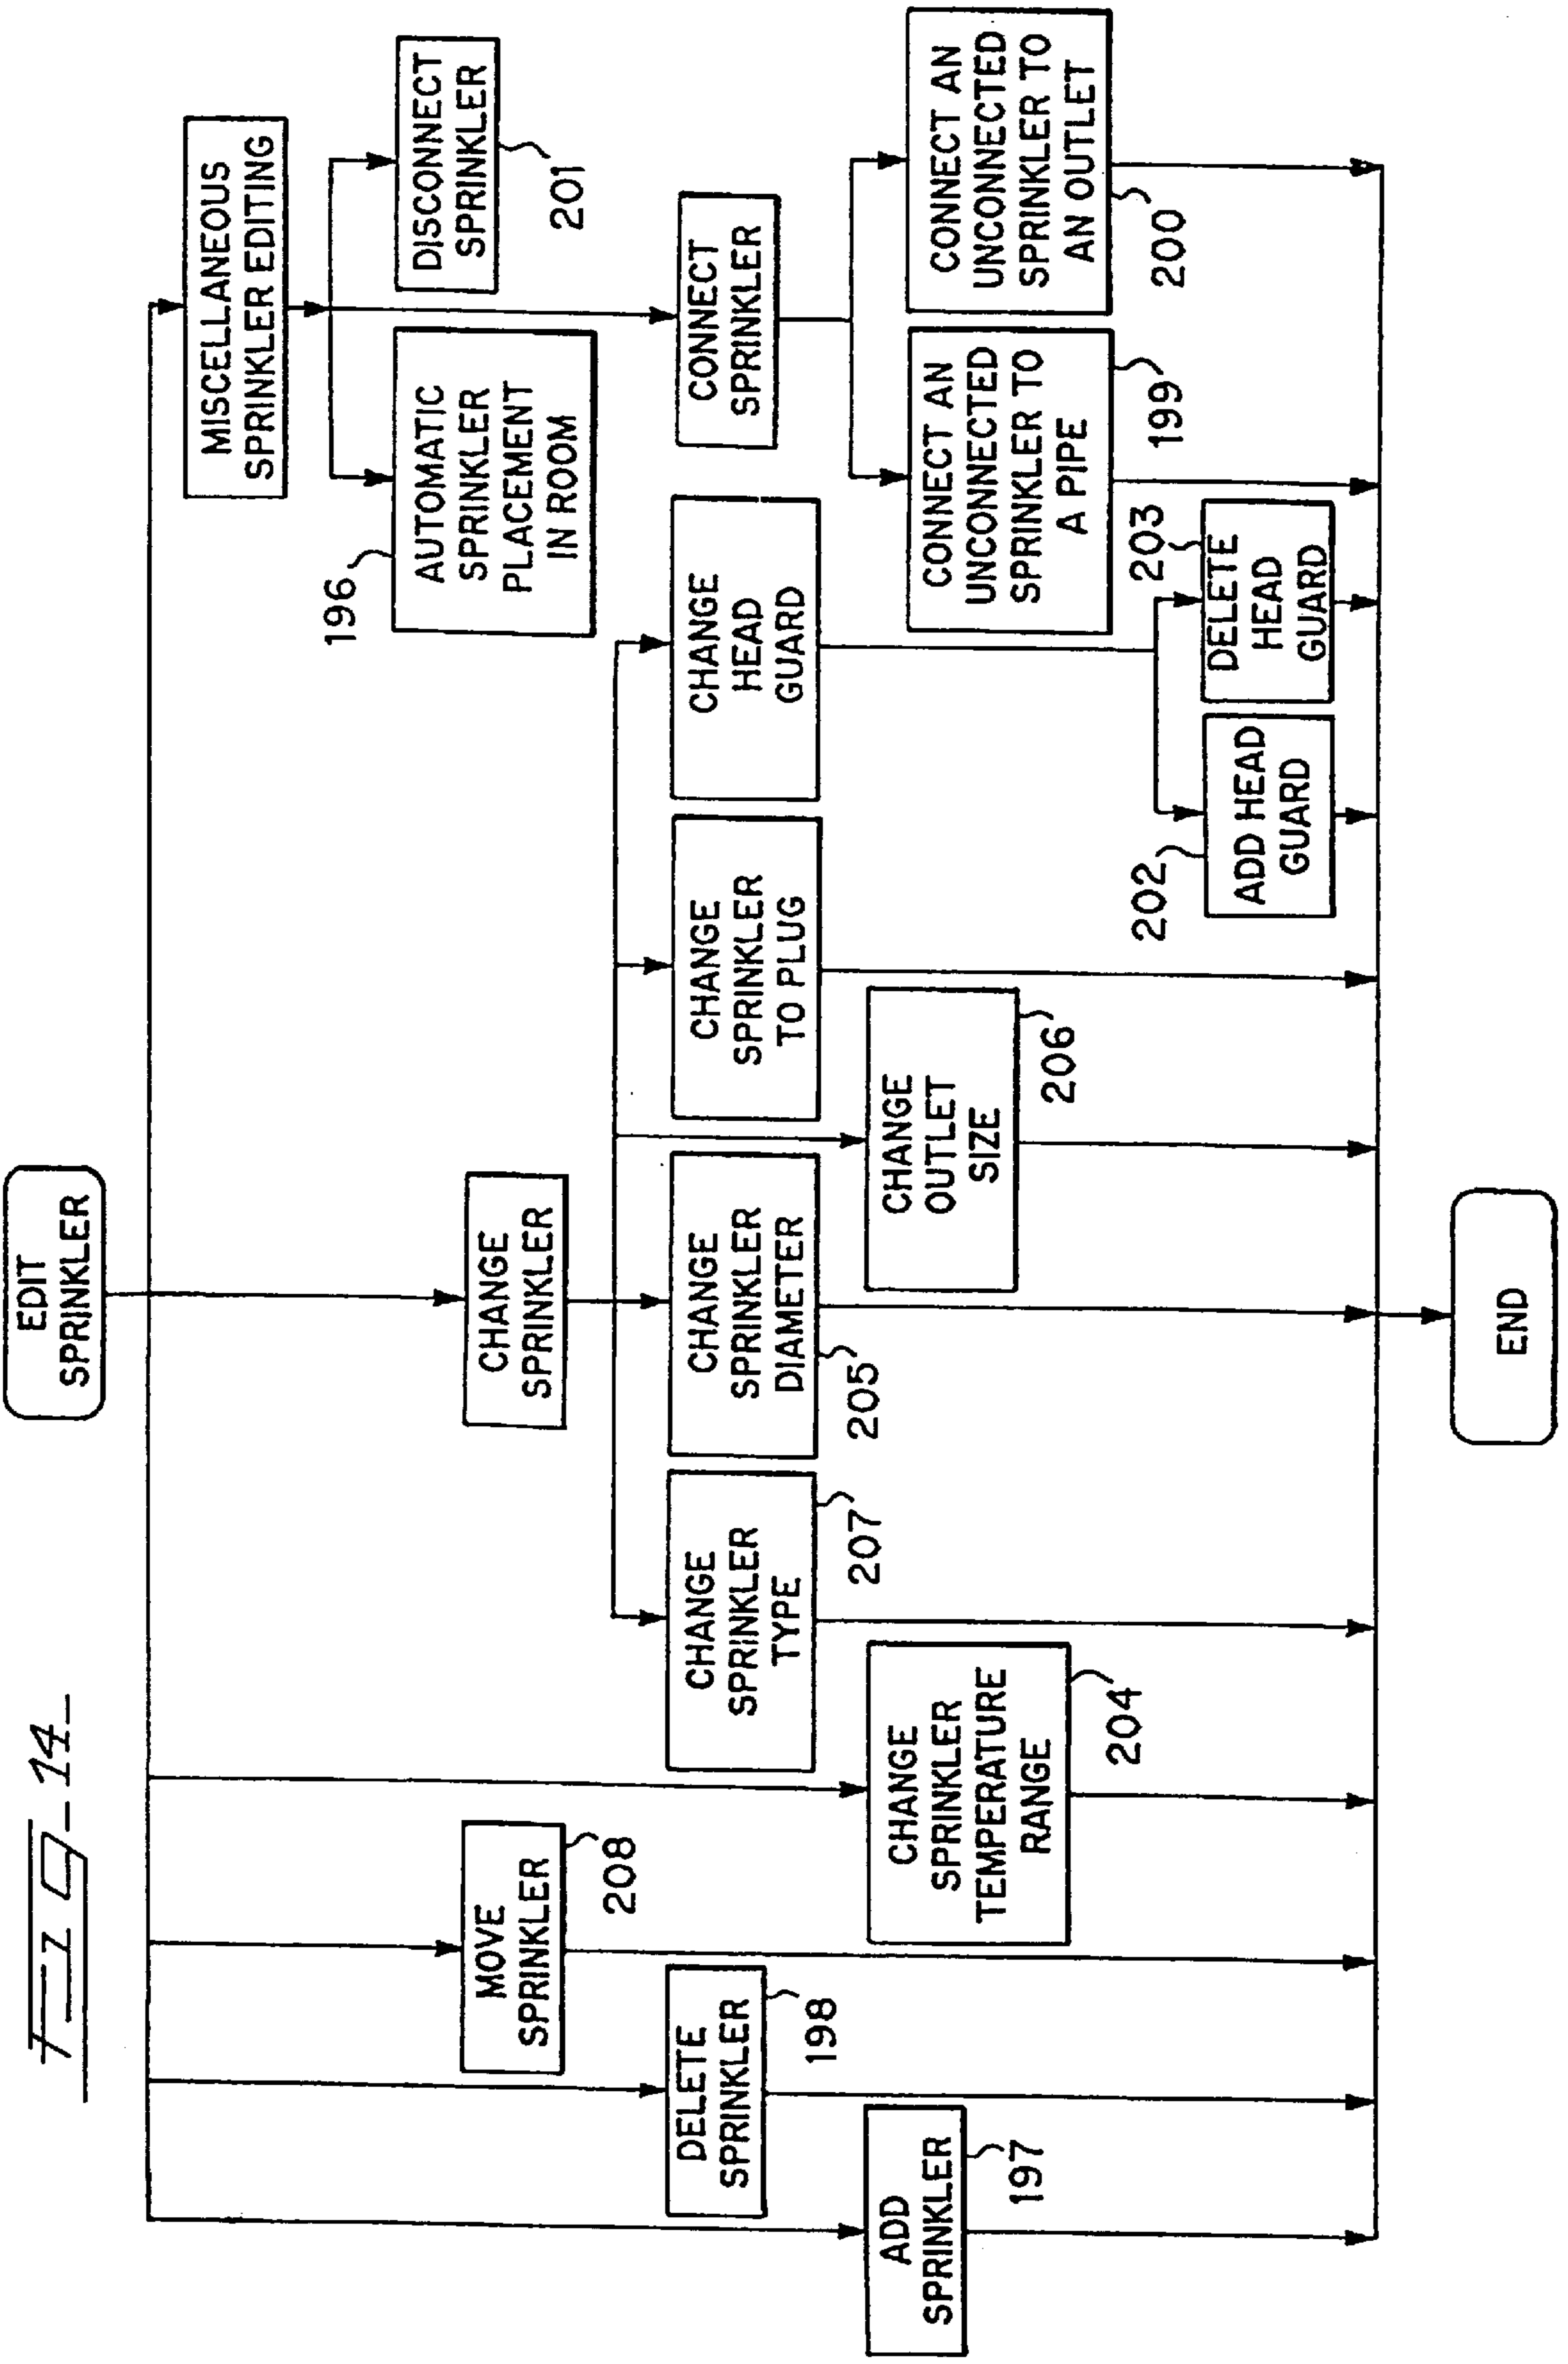 Fig-14-
EDIT
SPRINKLER
MISCELLANEOUS
SPRINKLER EDITING
196
AUTOMATIC
SPRINKLER
PLACEMENT
IN ROOM
DISCONNECT
SPRINKLER
201
MOVE
SPRINKLER
208
CHANGE
SPRINKLER
CONNECT
SPRINKLER
DELETE
SPRINKLER
198
CHANGE
SPRINKLER
TYPE
207
CHANGE
SPRINKLER
DIAMETER
205
CHANGE
SPRINKLER
TO PLUG
CHANGE
HEAD
GUARD
ADD
SPRINKLER
197
CHANGE
SPRINKLER
TEMPERATURE
RANGE
204
CHANGE
OUTLET
SIZE
206
CONNECT AN
UNCONNECTED
SPRINKLER TO
A PIPE
199
CONNECT AN
UNCONNECTED
SPRINKLER TO
AN OUTLET
200
202
ADD HEAD
GUARD
203
DELETE
HEAD
GUARD
END